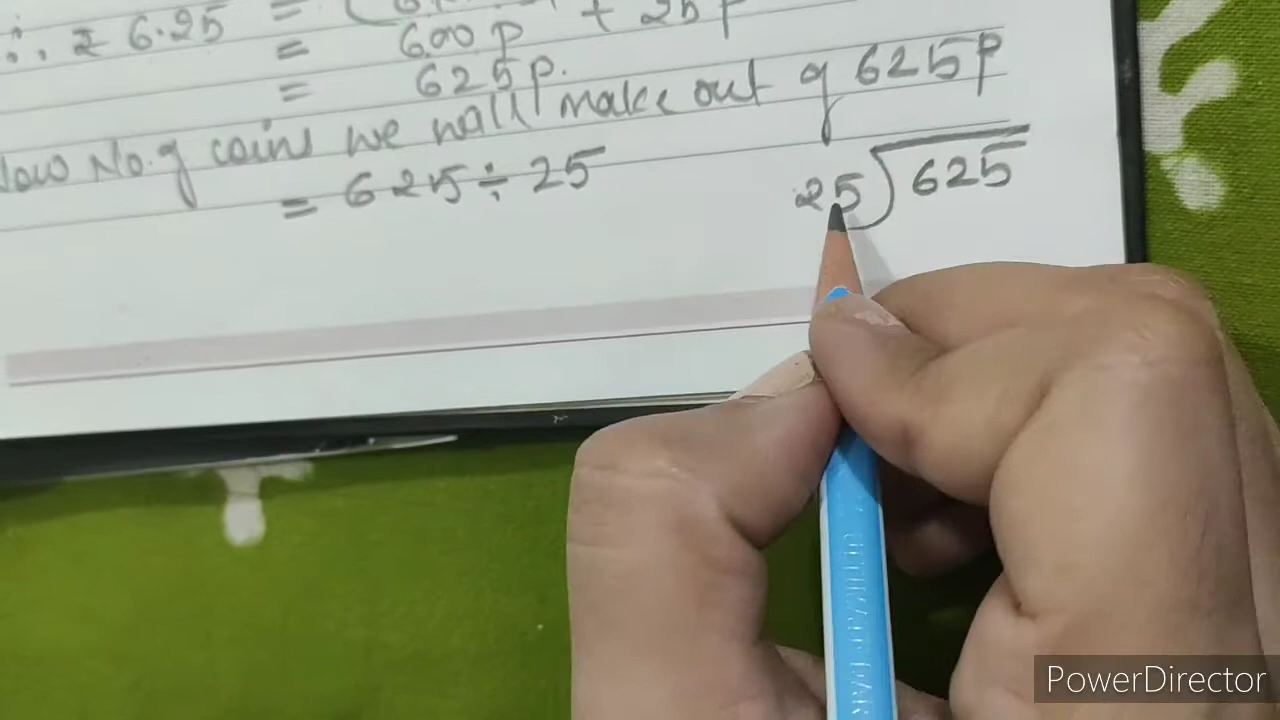 ∴ ₹ 6.25 =
= 600 p + 25 p
= 625 p.
Now No. of coins we will make out of 625 p
= 625 ÷ 25
25)625
PowerDirector